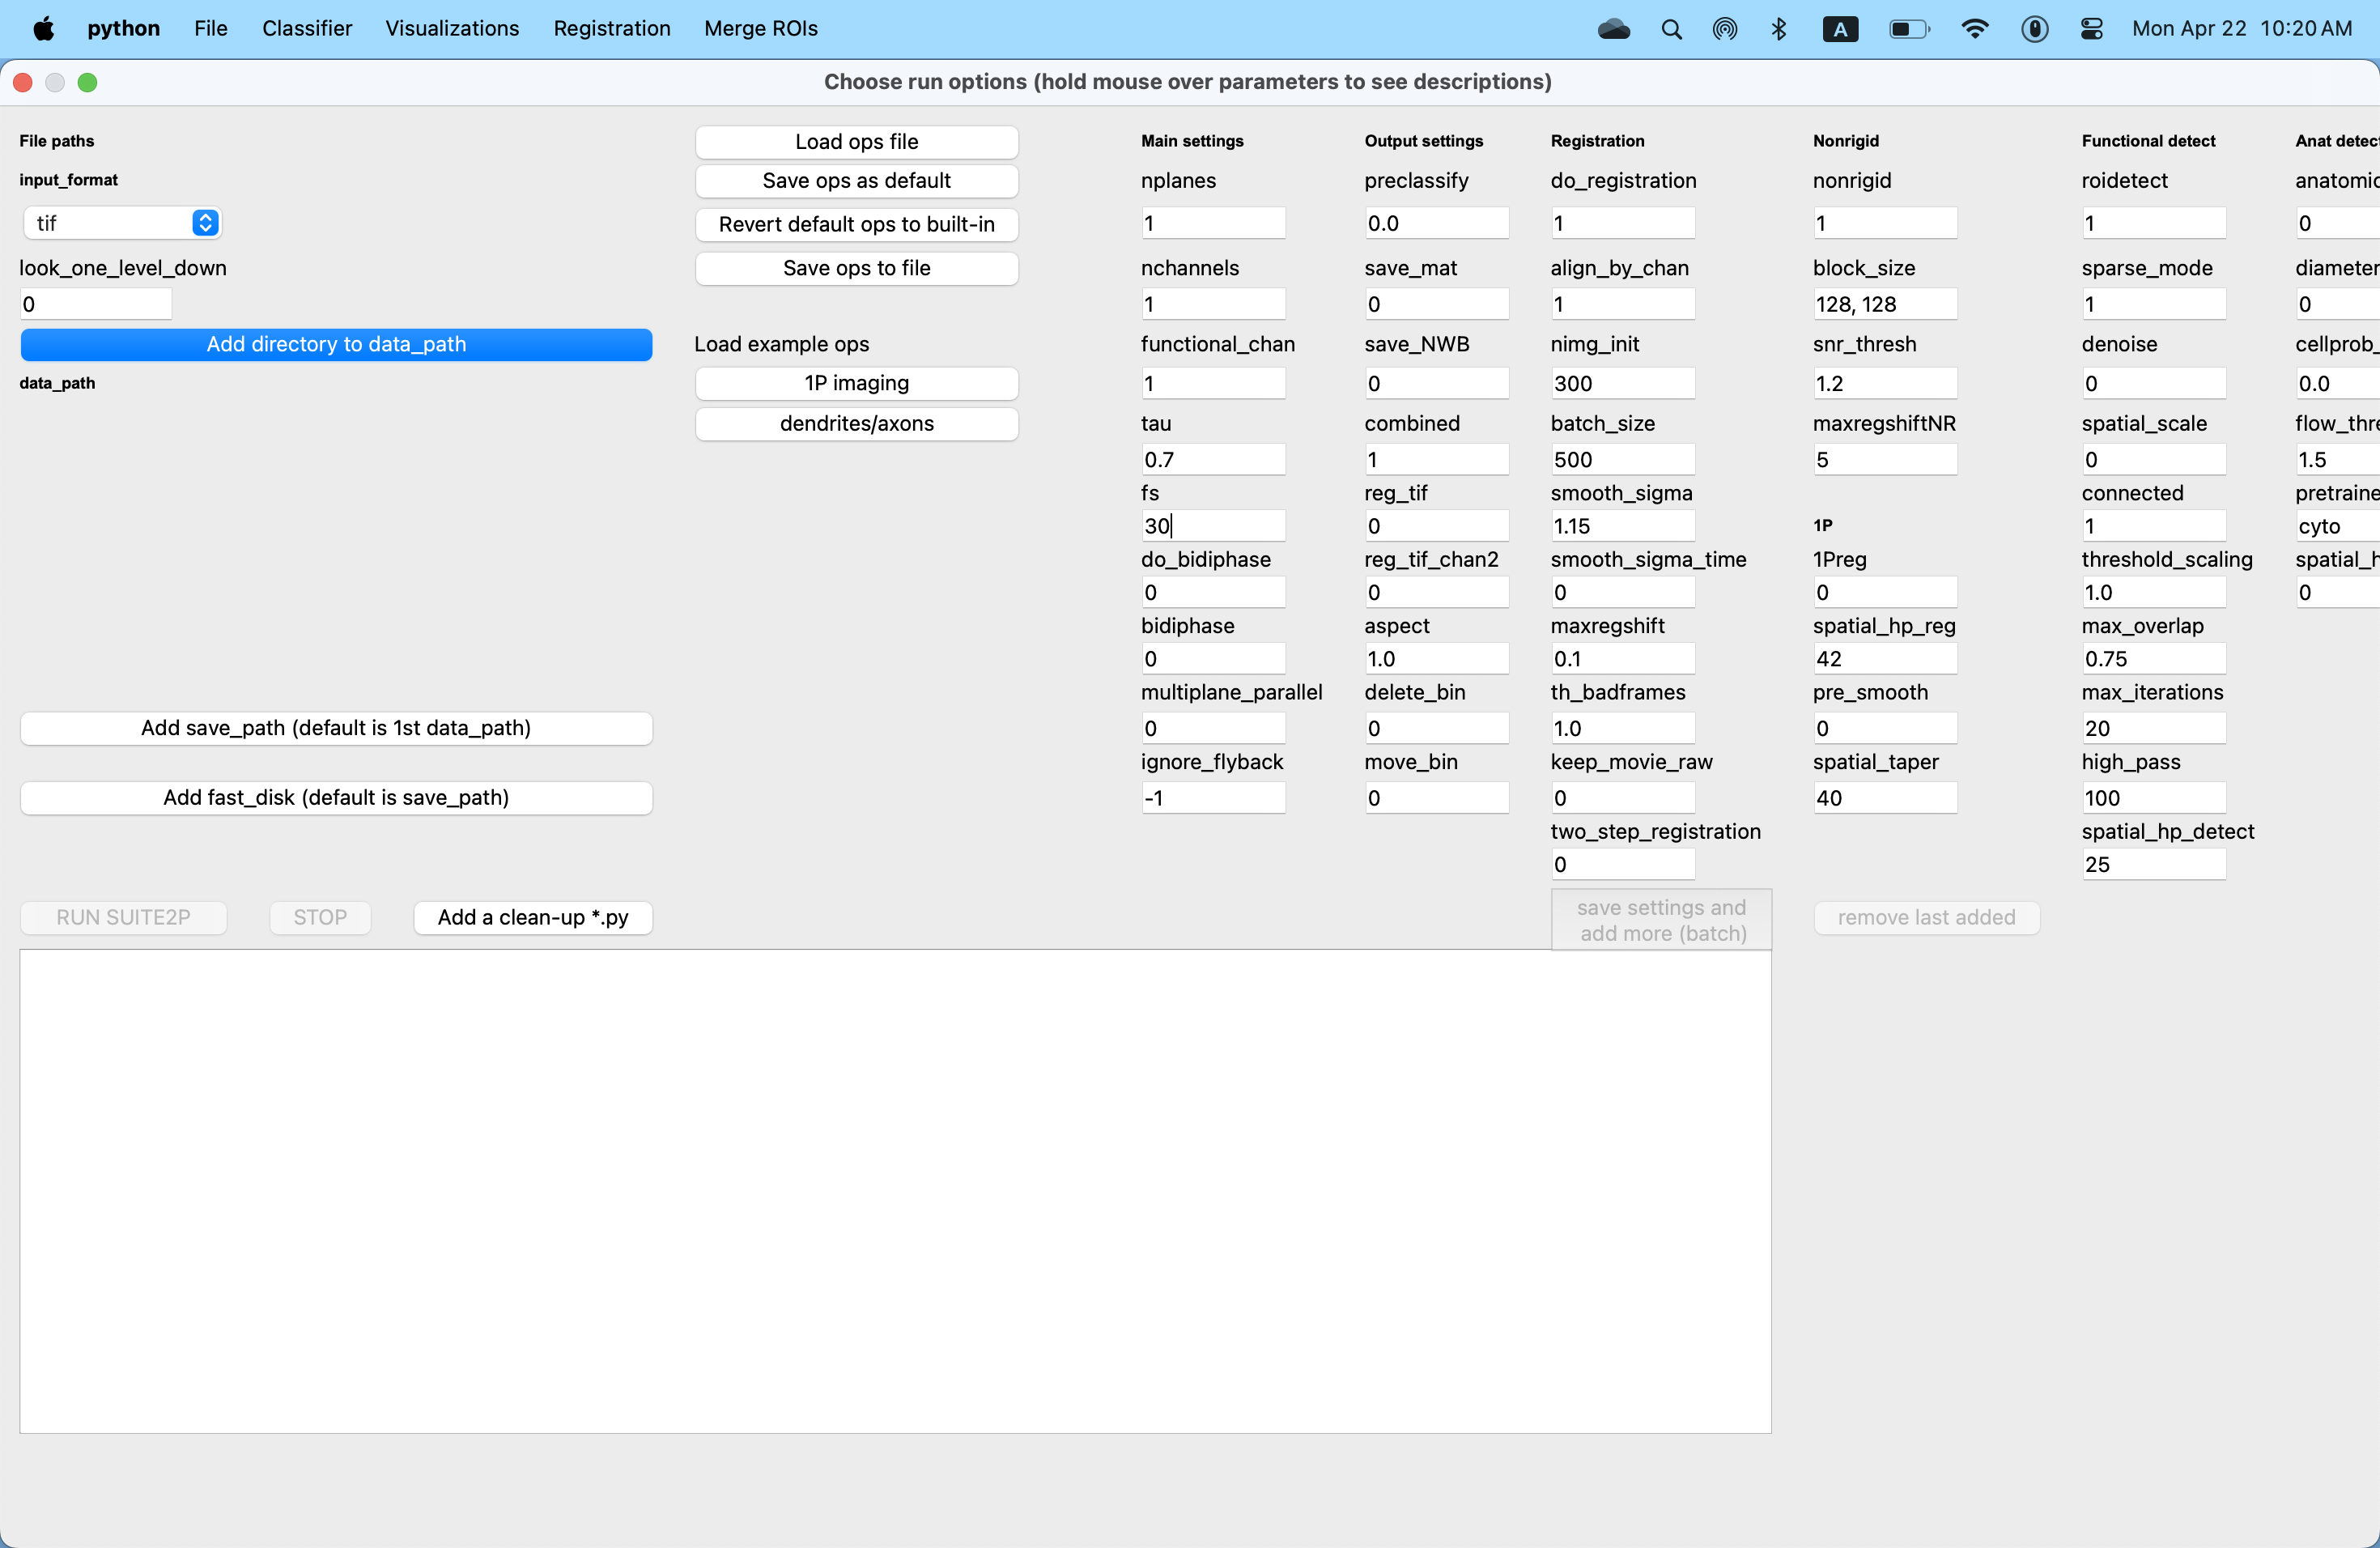 python File Classifier Visualizations Registration Merge ROIs A Mon Apr 22 10:20 AM
Choose run options (hold mouse over parameters to see descriptions)
File paths
input_format
tif
look_one_level_down
0
Add directory to data_path
data_path
Add save_path (default is 1st data_path)
Add fast_disk (default is save_path)
RUN SUITE2P STOP Add a clean-up *.py
Load ops file
Save ops as default
Revert default ops to built-in
Save ops to file
Load example ops
1P imaging
dendrites/axons
Main settings
nplanes
1
nchannels
1
functional_chan
1
tau
0.7
fs
30
do_bidiphase
0
bidiphase
0
multiplane_parallel
0
ignore_flyback
-1
Output settings
preclassify
0.0
save_mat
0
save_NWB
0
combined
1
reg_tif
0
reg_tif_chan2
0
aspect
1.0
delete_bin
0
move_bin
0
Registration
do_registration
1
align_by_chan
1
nimg_init
300
batch_size
500
smooth_sigma
1.15
smooth_sigma_time
0
maxregshift
0.1
th_badframes
1.0
keep_movie_raw
0
two_step_registration
0
save settings and
add more (batch)
Nonrigid
nonrigid
1
block_size
128, 128
snr_thresh
1.2
maxregshiftNR
5
1P
1Preg
0
spatial_hp_reg
42
pre_smooth
0
spatial_taper
40
remove last added
Functional detect
roidetect
1
sparse_mode
1
denoise
0
spatial_scale
0
connected
1
threshold_scaling
1.0
max_overlap
0.75
max_iterations
20
high_pass
100
spatial_hp_detect
25
Anat detect
anatomic
0
diameter
0
cellprob_
0.0
flow_thre
1.5
pretraine
cyto
spatial_h
0